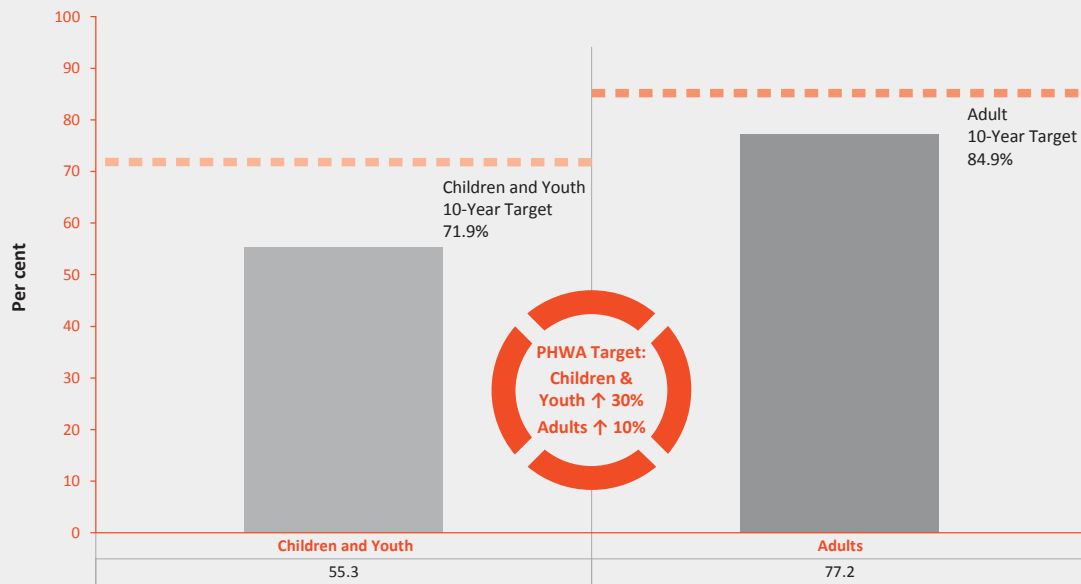 100
90
80
70
60
50
40
30
20
10
0
Per cent
Children and Youth
10-Year Target
71.9%
Adult
10-Year Target
84.9%
PHWA Target:
Children &
Youth ↑ 30%
Adults ↑ 10%
Children and Youth
Adults
55.3
77.2